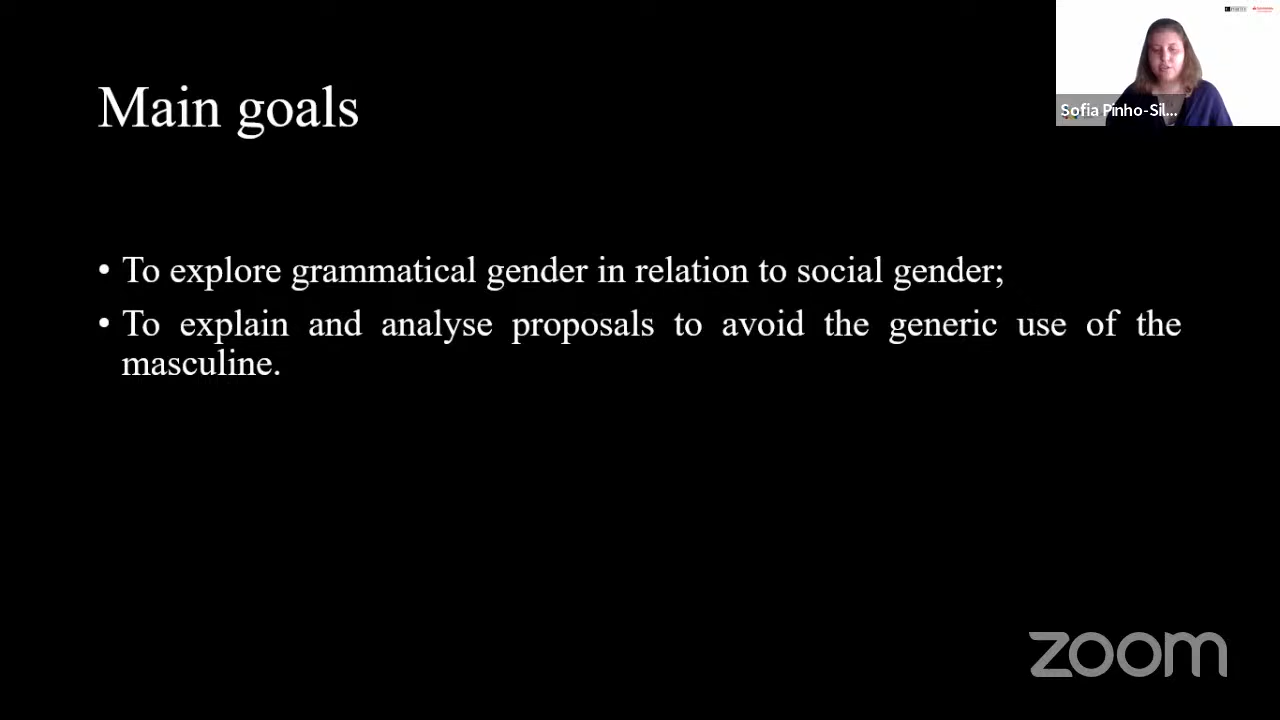 Main goals
Sofia Pinho-Sil...
• To explore grammatical gender in relation to social gender;
• To explain and analyse proposals to avoid the generic use of the
masculine.
zoom